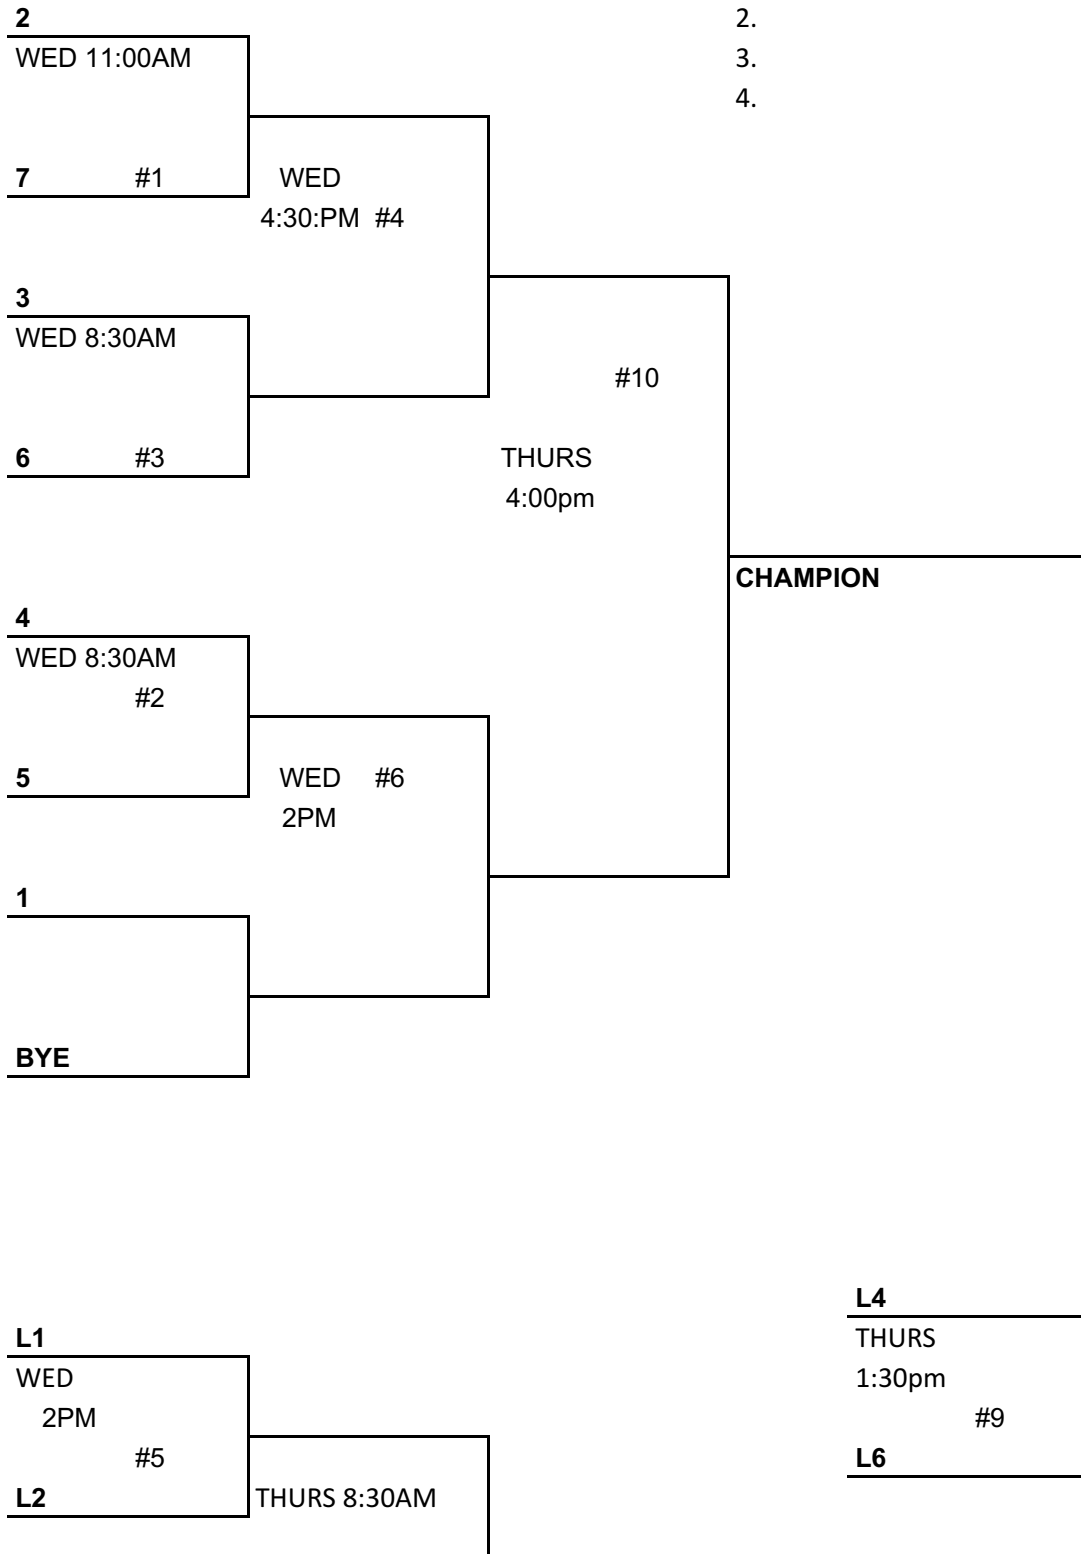 2 2.
WED 11:00AM 3.
4.
7 #1 WED
4:30:PM #4
3
WED 8:30AM
#10
6 #3 THURS
4:00pm
CHAMPION
4
WED 8:30AM
#2
5 WED #6
2PM
1
BYE
L4
L1 THURS
WED 1:30pm
2PM #9
#5 L6
L2 THURS 8:30AM